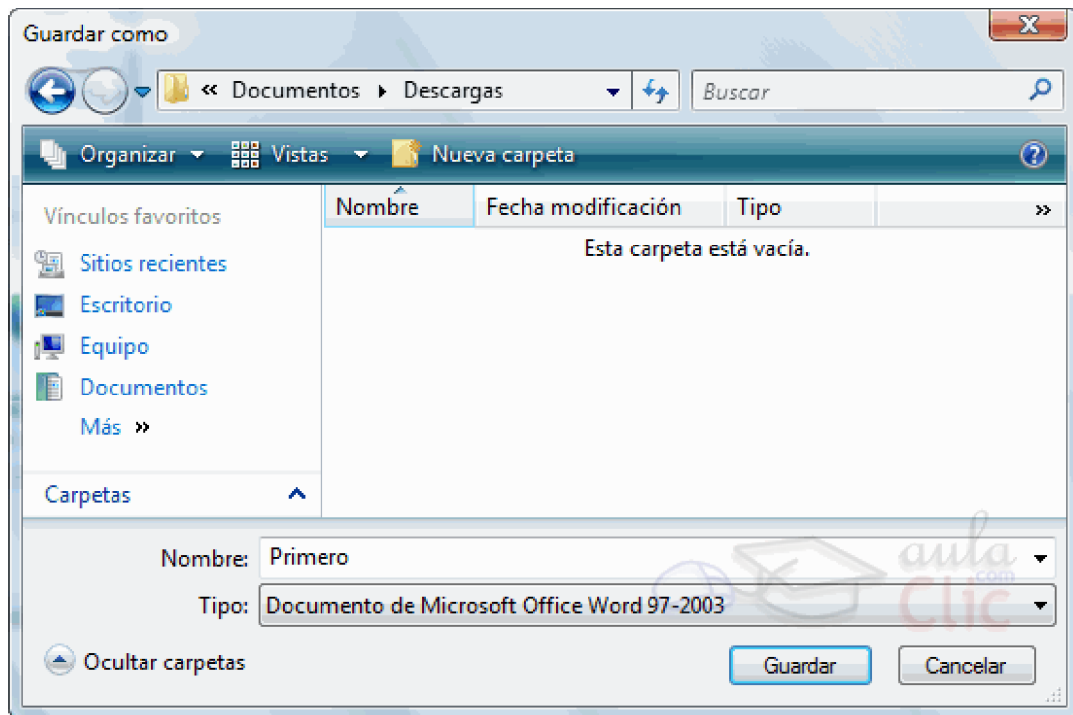 Guardar como
« Documentos Descargas
Buscar
Organizar Vistas Nueva carpeta
Vínculos favoritos
Nombre Fecha modificación Tipo »
Esta carpeta está vacía.
Sitios recientes
Escritorio
Equipo
Documentos
Más »
Carpetas
Nombre: Primero
Tipo: Documento de Microsoft Office Word 97-2003
aula
.com
Clic
Ocultar carpetas
Guardar Cancelar